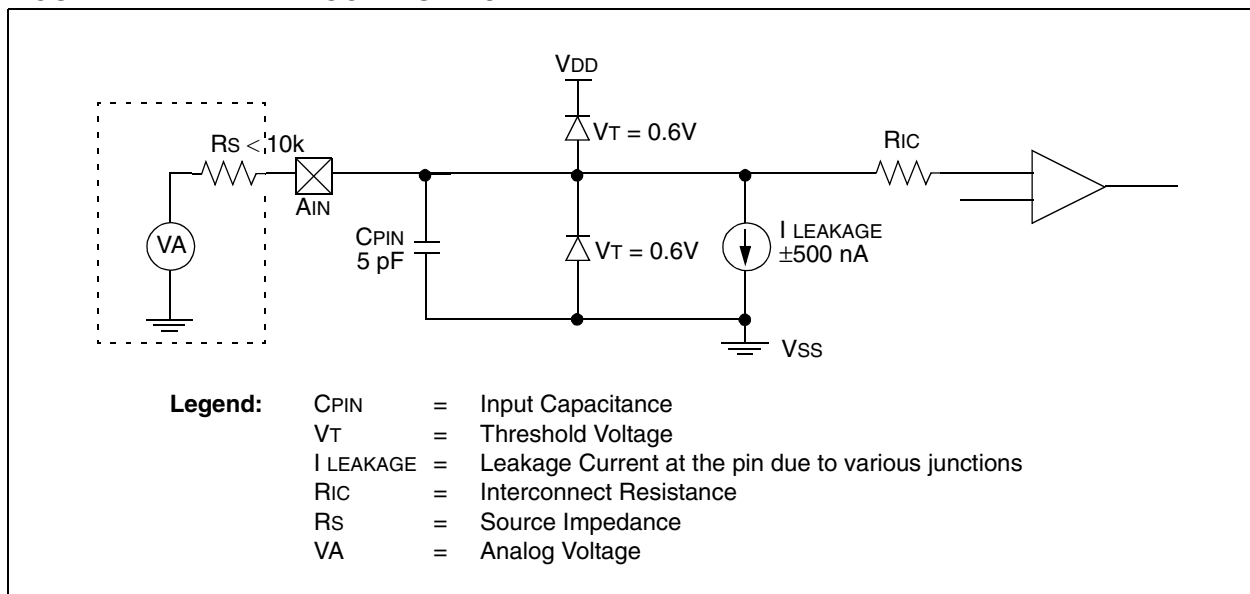 VDD
VT = 0.6V
RS < 10k
RIC
AIN
CPIN
5 pF
VA
VT = 0.6V
I LEAKAGE
±500 nA
VSS
Legend: CPIN = Input Capacitance
VT = Threshold Voltage
I LEAKAGE = Leakage Current at the pin due to various junctions
RIC = Interconnect Resistance
RS = Source Impedance
VA = Analog Voltage